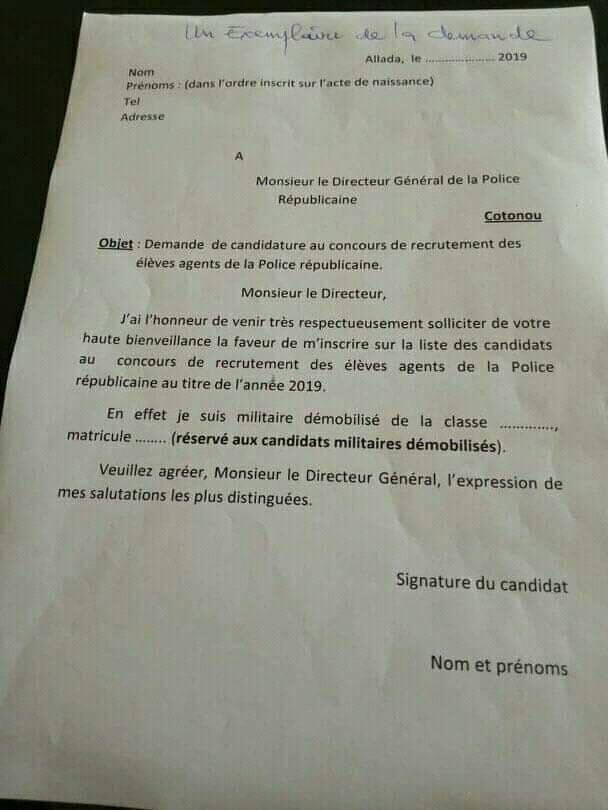 Un Exemplaire de la demande
Allada, le ...................... 2019
Nom
Prénoms : (dans l'ordre inscrit sur l'acte de naissance)
Tel
Adresse
A
Monsieur le Directeur Général de la Police
Républicaine
Cotonou
Objet : Demande de candidature au concours de recrutement des
élèves agents de la Police républicaine.
Monsieur le Directeur,
J'ai l'honneur de venir très respectueusement solliciter de votre
haute bienveillance la faveur de m'inscrire sur la liste des candidats
au concours de recrutement des élèves agents de la Police
républicaine au titre de l'année 2019.
En effet je suis militaire démobilisé de la classe .............,
matricule ........ (réservé aux candidats militaires démobilisés).
Veuillez agréer, Monsieur le Directeur Général, l'expression de
mes salutations les plus distinguées.
Signature du candidat
Nom et prénoms